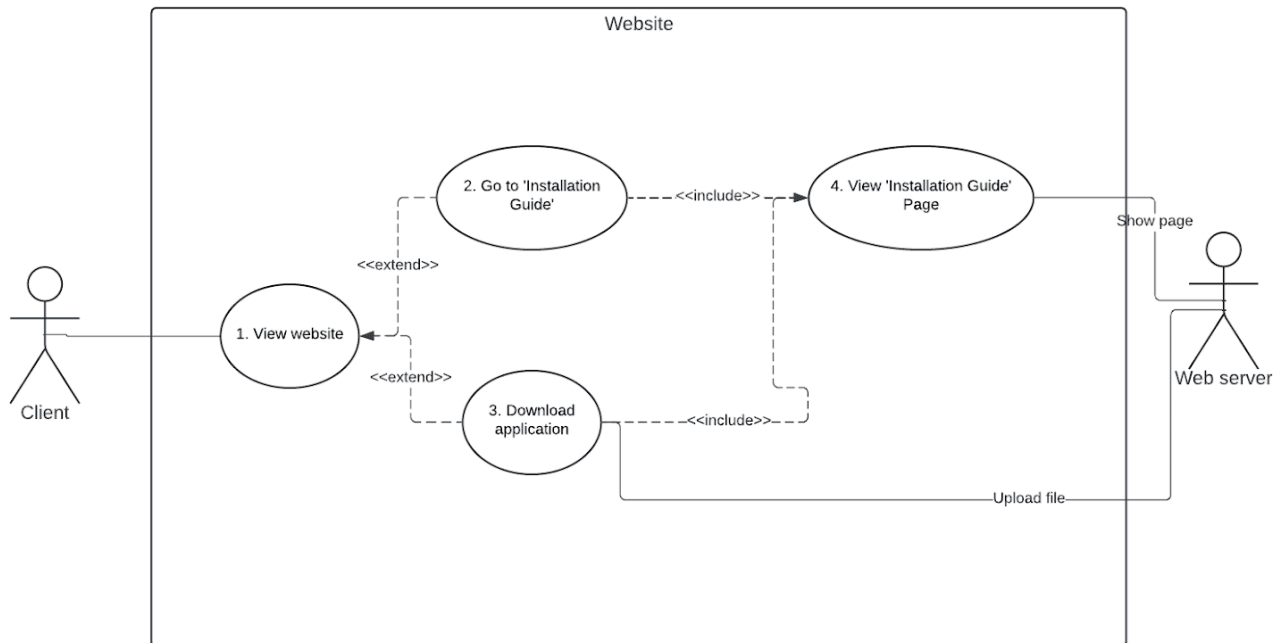 Website
2. Go to 'Installation
Guide'
<<include>>
4. View 'Installation Guide'
Page
Show page
<<extend>>
1. View website
<<extend>>
Client
Web server
3. Download
application
<<include>>
Upload file